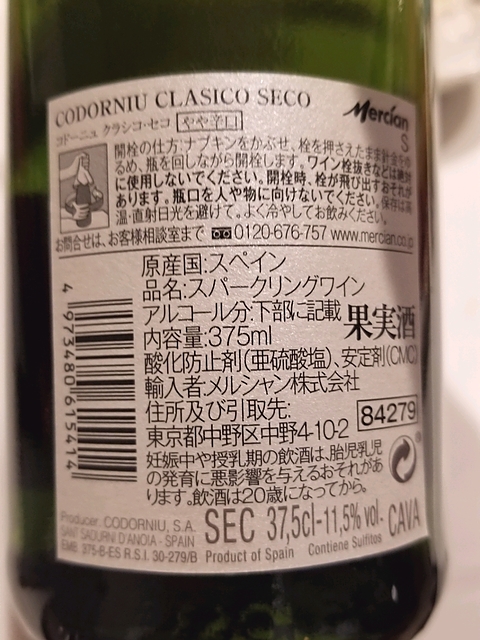 CODORNIU CLASICO SECO
Mercian
コドーニュ クラシコ・セコ やや辛口
S
開栓の仕方:ナプキンをかぶせ、栓を押さえたまま針金をゆ
るめ、瓶を回しながら開栓します。ワイン栓抜きなどは絶対
に使用しないでください。開栓時、栓が飛び出すおそれが
あります。瓶口を人や物に向けないでください。保存は高
温・直射日光を避けて。よく冷やしてお飲みください。
お問合せは、お客様相談室まで 0120-676-757 www.mercian.co.jp
原産国:スペイン
品名:スパークリングワイン
アルコール分:下部に記載
果実酒
内容量:375ml
酸化防止剤(亜硫酸塩)、安定剤(CMC)
輸入者:メルシャン株式会社
住所及び引取先:
84279
東京都中野区中野4-10-2
妊娠中や授乳期の飲酒は、胎児・乳児
の発育に悪影響を与えるおそれがあ
ります。飲酒は20歳になってから。
4 973480 615414
Producer. CODORNIU, S.A.
SANT SADURNI D'ANOIA - SPAIN
EMB. 375-B-ES R.S.I. 30-279/B
SEC 37,5cl-11,5% vol. CAVA
Product of Spain Contiene Sulfitos